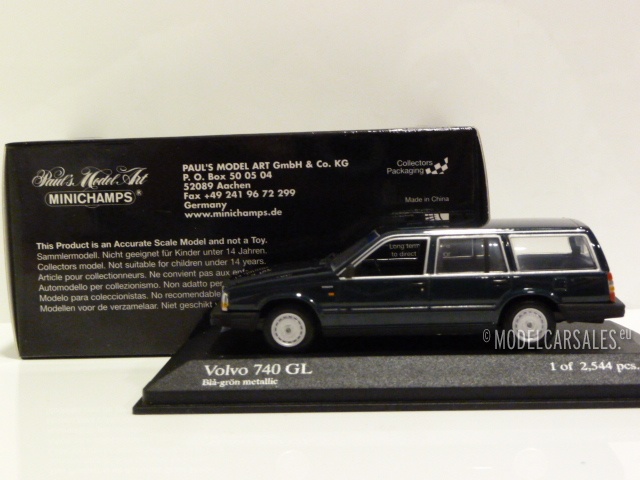 Paul's Model Art
MINICHAMPS®
PAUL'S MODEL ART GmbH & Co. KG
P. O. Box 50 05 04
52089 Aachen
Fax +49 241 96 72 299
Germany
www.minichamps.de
Collectors
Packaging
Made in China
This Product is an Accurate Scale Model and not a Toy.
Sammlermodell. Nicht geeignet für Kinder unter 14 Jahren.
Collectors model. Not suitable for children under 14 years.
Article pour collectionneurs. Ne convient pas aux
Automodello per collezionismo. Non adatto per
Modelo para coleccionistas. No recomendable
Modellen voor de verzamelaar. Niet geschikt
Long term
to direct
© MODELCARSALES.eu
Volvo 740 GL
Blå-grön metallic
1 of 2,544 pcs.